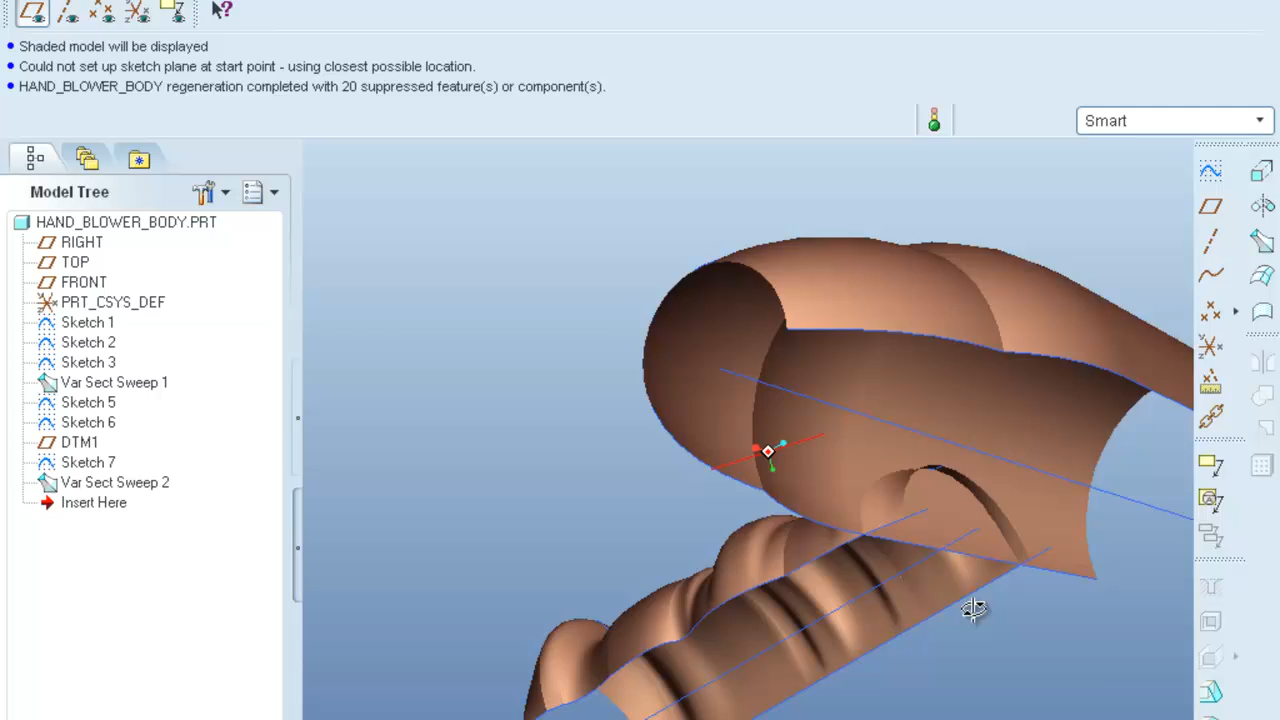 Shaded model will be displayed
Could not set up sketch plane at start point - using closest possible location.
HAND_BLOWER_BODY regeneration completed with 20 suppressed feature(s) or component(s).
Smart
Model Tree
HAND_BLOWER_BODY.PRT
RIGHT
TOP
FRONT
PRT_CSYS_DEF
Sketch 1
Sketch 2
Sketch 3
Var Sect Sweep 1
Sketch 5
Sketch 6
DTM1
Sketch 7
Var Sect Sweep 2
Insert Here